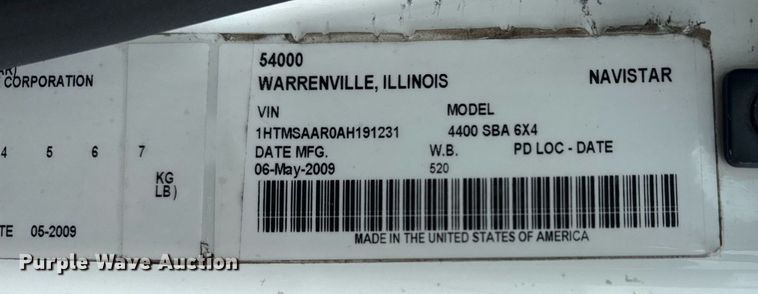 54000
WARRENVILLE, ILLINOIS NAVISTAR
CORPORATION
VIN MODEL
1HTMSAAR0AH191231 4400 SBA 6X4
4 5 6 7
DATE MFG. W.B. PD LOC - DATE
06-May-2009 520
KG
LB)
05-2009
MADE IN THE UNITED STATES OF AMERICA
Purple Wave Auction